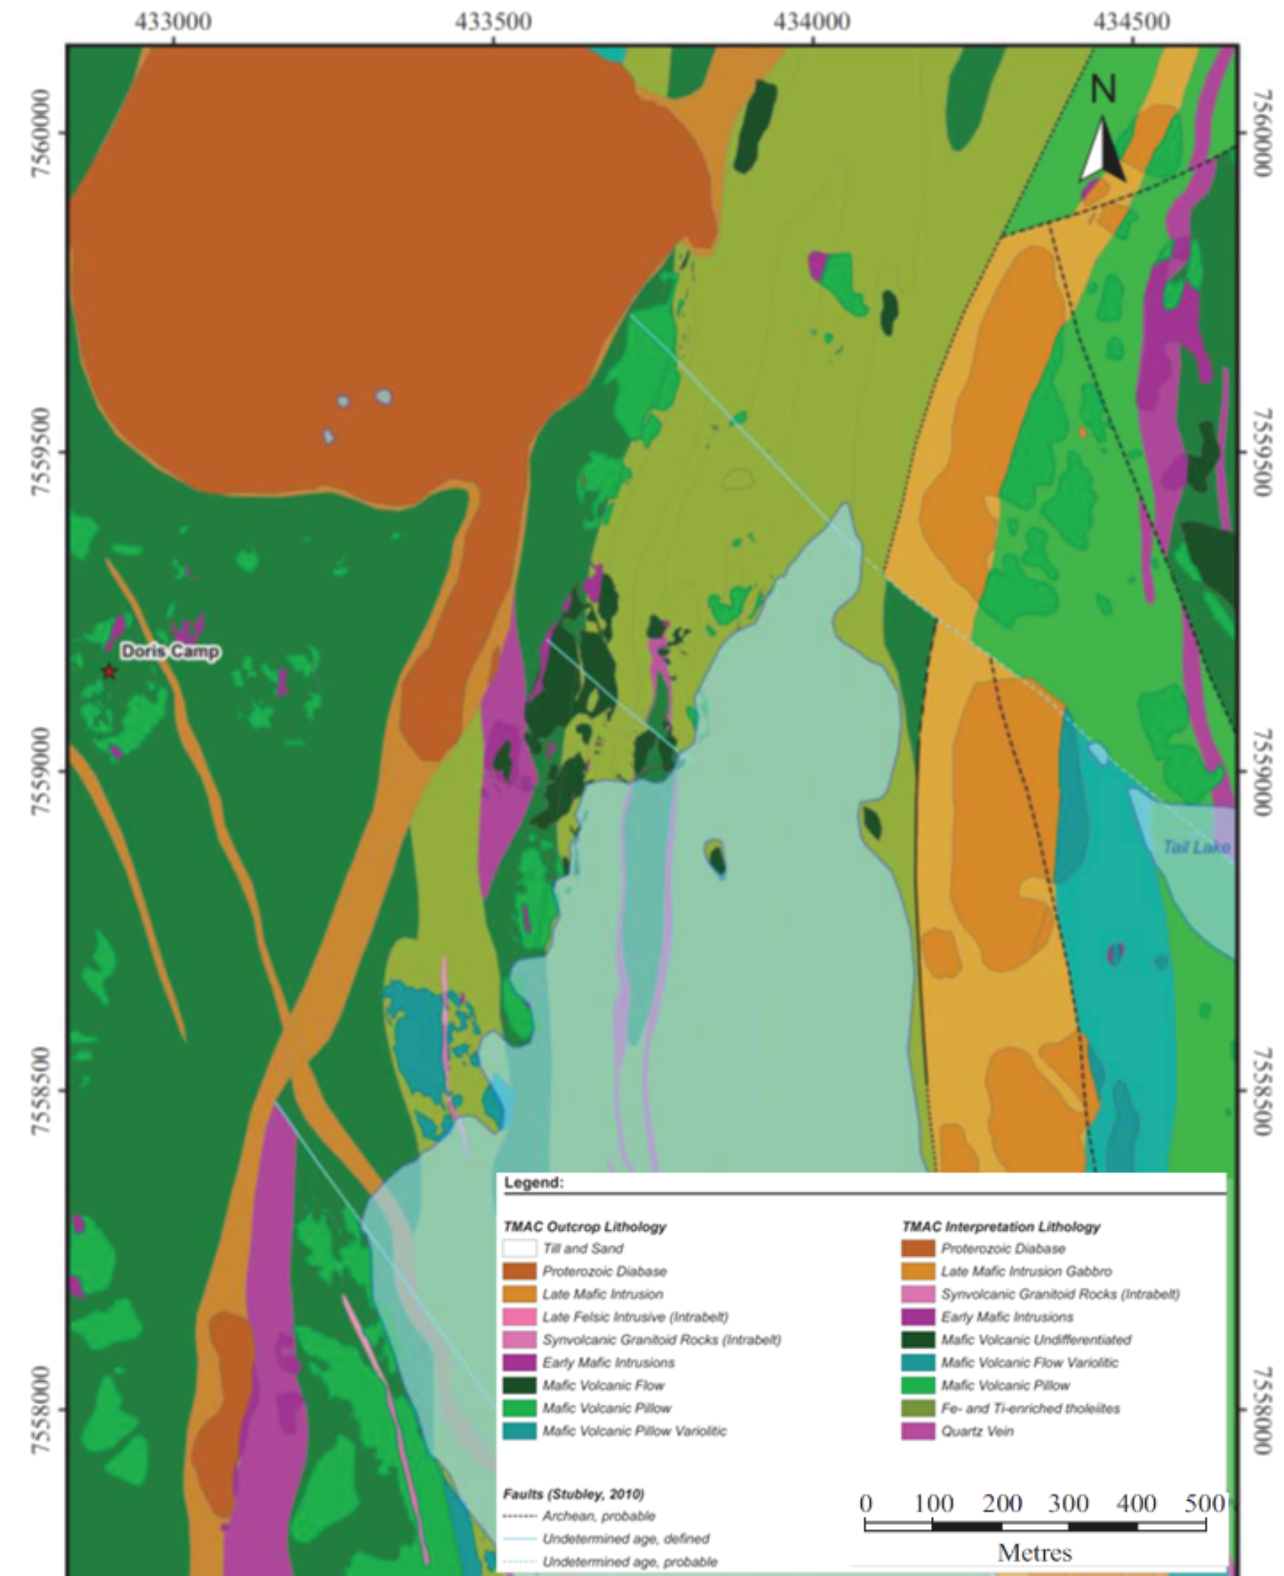 433000 433500 434000 434500
N
7560000 7560000
7559500 7559500
Doris Camp
7559000 7559000
Tail Lake
7558500 7558500
7558000 7558000
Legend:
TMAC Outcrop Lithology
Till and Sand
Proterozoic Diabase
Late Mafic Intrusion
Late Felsic Intrusive (Intrabelt)
Synvolcanic Granitoid Rocks (Intrabelt)
Early Mafic Intrusions
Mafic Volcanic Flow
Mafic Volcanic Pillow
Mafic Volcanic Pillow Variolitic
TMAC Interpretation Lithology
Proterozoic Diabase
Late Mafic Intrusion Gabbro
Synvolcanic Granitoid Rocks (Intrabelt)
Early Mafic Intrusions
Mafic Volcanic Undifferentiated
Mafic Volcanic Flow Variolitic
Mafic Volcanic Pillow
Fe- and Ti-enriched tholeiites
Quartz Vein
Faults (Stubley, 2010)
Archean, probable
Undetermined age, defined
Undetermined age, probable
0 100 200 300 400 500
Metres